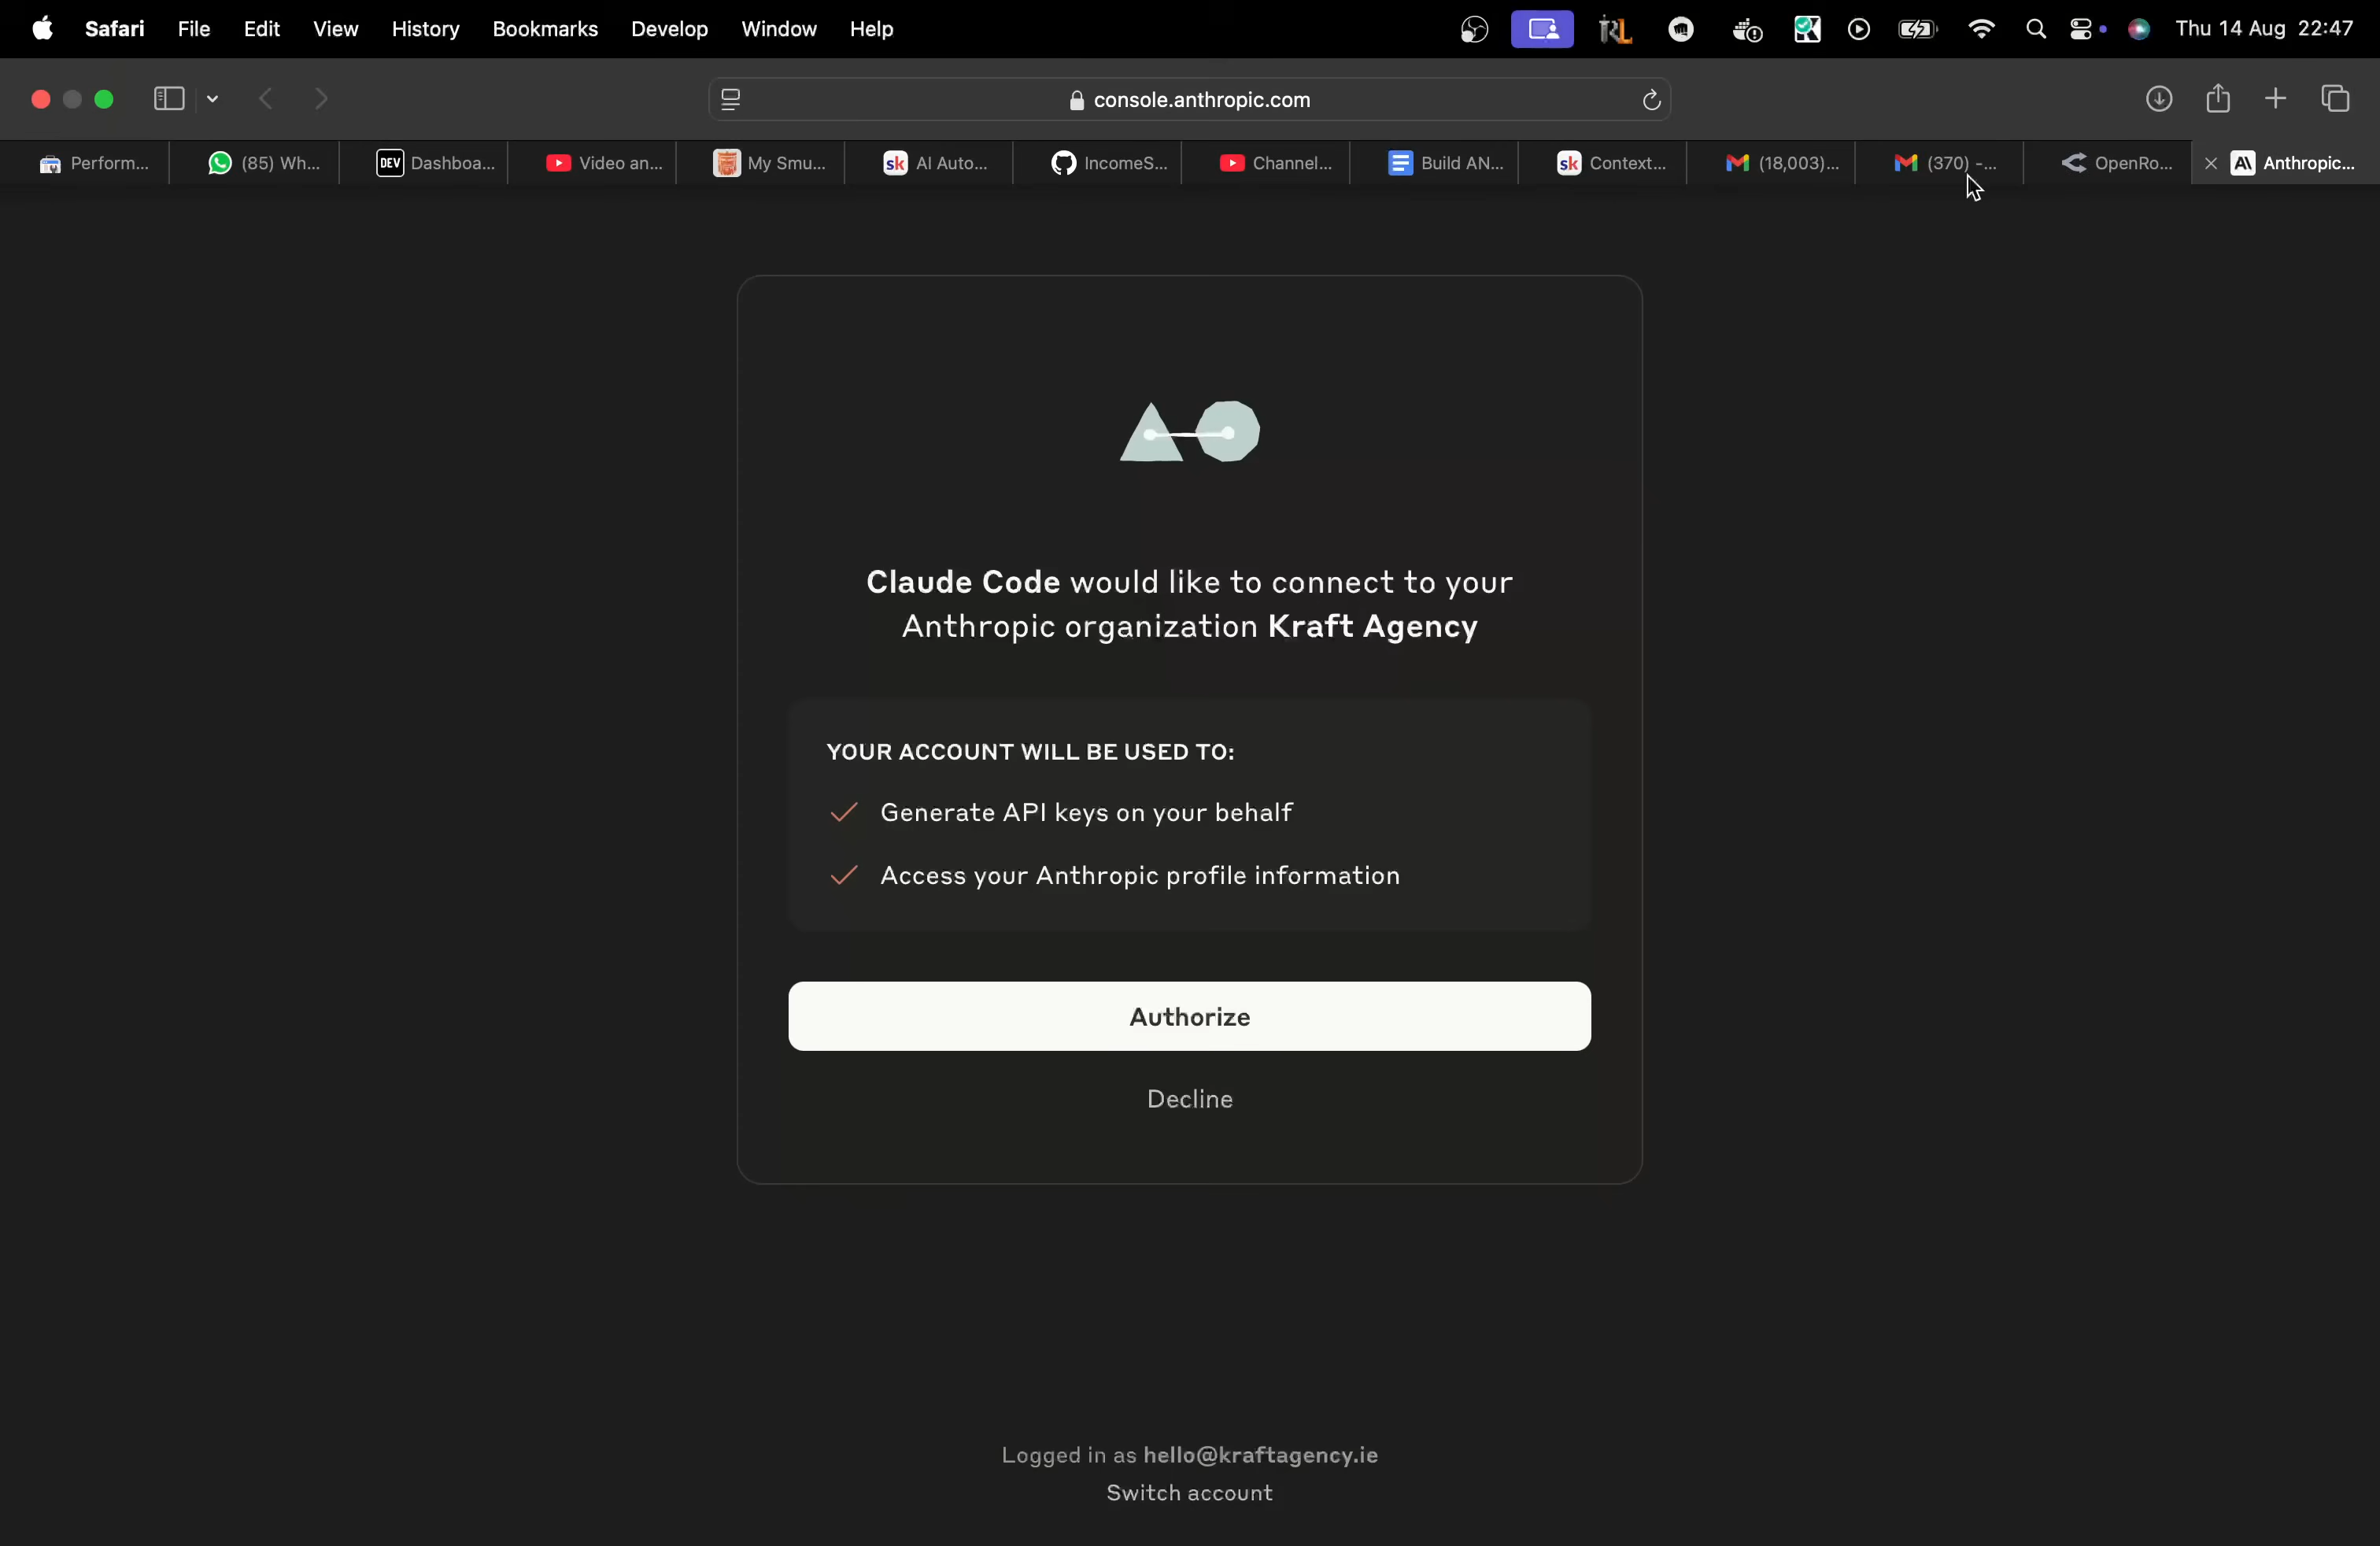 Safari File Edit View History Bookmarks Develop Window Help Thu 14 Aug 22:47
console.anthropic.com
Perform... (85) Wh... DEV Dashboa... Video an... My Smu... sk AI Auto... IncomeS... Channel... Build AN... sk Context... (18,003)... (370) -... OpenRo... A\ Anthropic...
Claude Code would like to connect to your
Anthropic organization Kraft Agency
YOUR ACCOUNT WILL BE USED TO:
Generate API keys on your behalf
Access your Anthropic profile information
Authorize
Decline
Logged in as hello@kraftagency.ie
Switch account